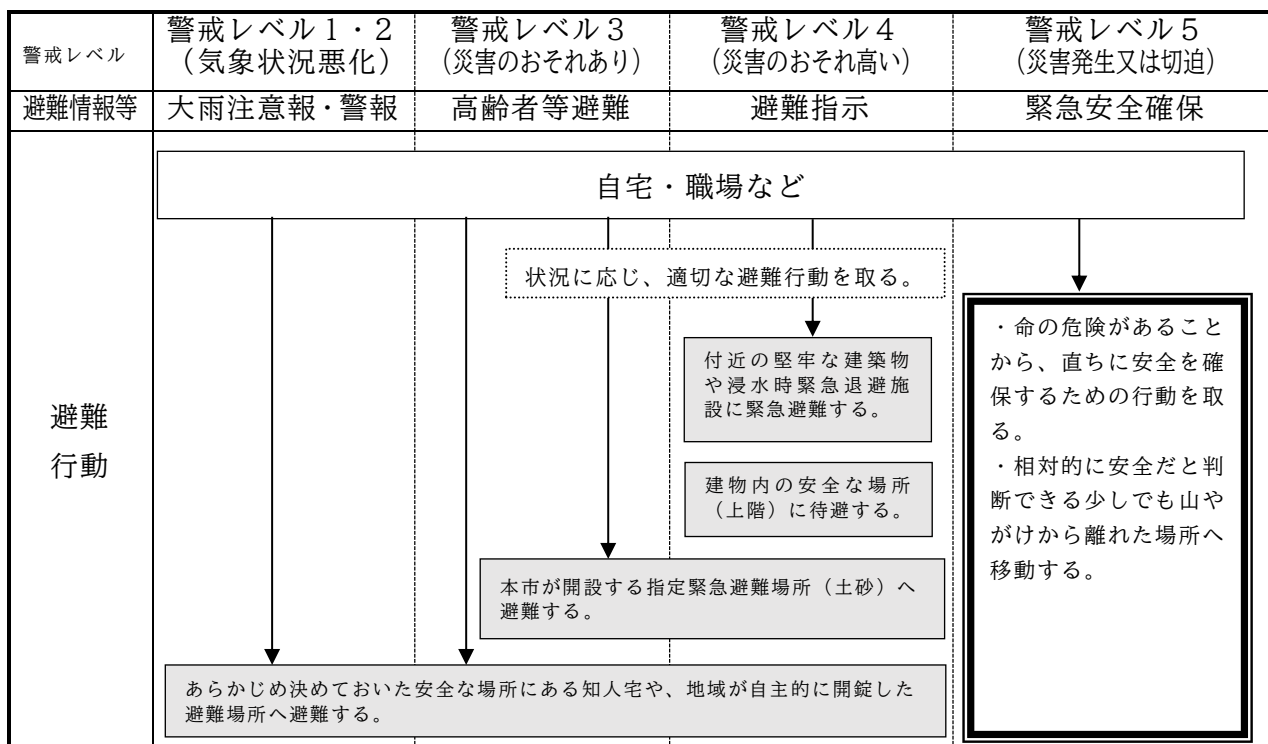 警戒レベル
警戒レベル1・2
（気象状況悪化）
警戒レベル3
（災害のおそれあり）
警戒レベル4
（災害のおそれ高い）
警戒レベル5
（災害発生又は切迫）
避難情報等
大雨注意報・警報
高齢者等避難
避難指示
緊急安全確保
避難
行動
自宅・職場など
状況に応じ、適切な避難行動を取る。
付近の堅牢な建築物
や浸水時緊急退避施
設に緊急避難する。
建物内の安全な場所
（上階）に待避する。
本市が開設する指定緊急避難場所（土砂）へ
避難する。
あらかじめ決めておいた安全な場所にある知人宅や、地域が自主的に開錠した
避難場所へ避難する。
・命の危険があること
から、直ちに安全を確
保するための行動を取
る。
・相対的に安全だと判
断できる少しでも山や
がけから離れた場所へ
移動する。